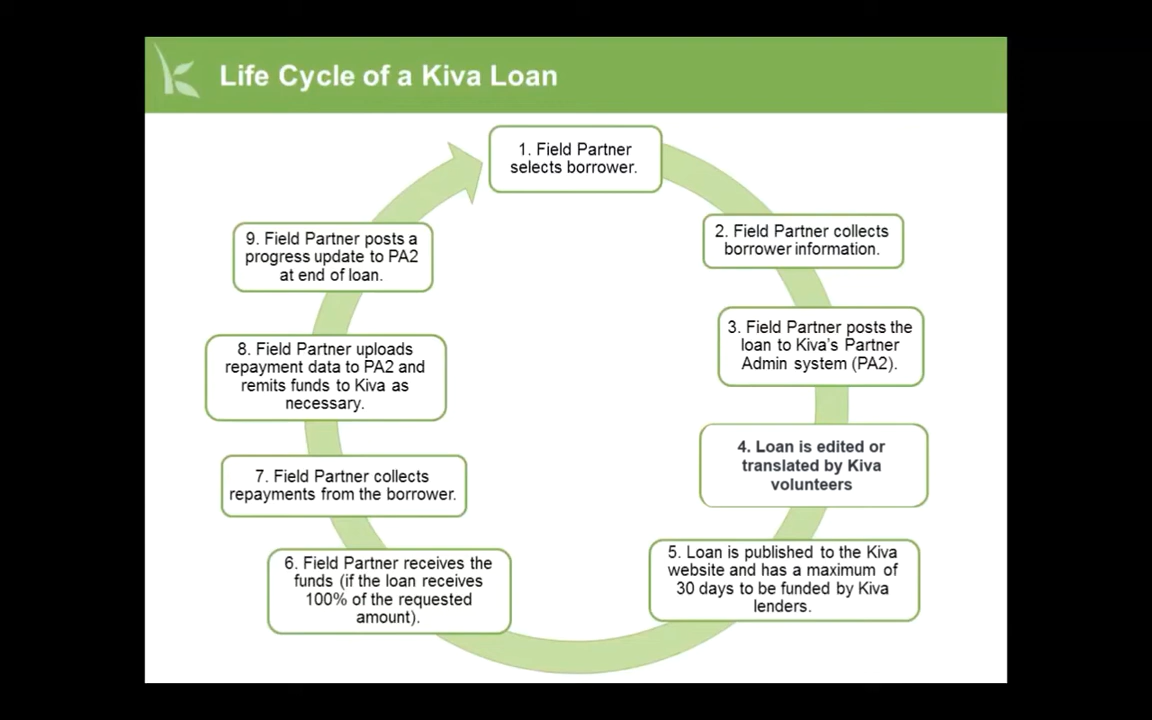 Life Cycle of a Kiva Loan
1. Field Partner
selects borrower.
2. Field Partner collects
borrower information.
3. Field Partner posts the
loan to Kiva's Partner
Admin system (PA2).
4. Loan is edited or
translated by Kiva
volunteers
5. Loan is published to the Kiva
website and has a maximum of
30 days to be funded by Kiva
lenders.
6. Field Partner receives the
funds (if the loan receives
100% of the requested
amount).
7. Field Partner collects
repayments from the borrower.
8. Field Partner uploads
repayment data to PA2 and
remits funds to Kiva as
necessary.
9. Field Partner posts a
progress update to PA2
at end of loan.